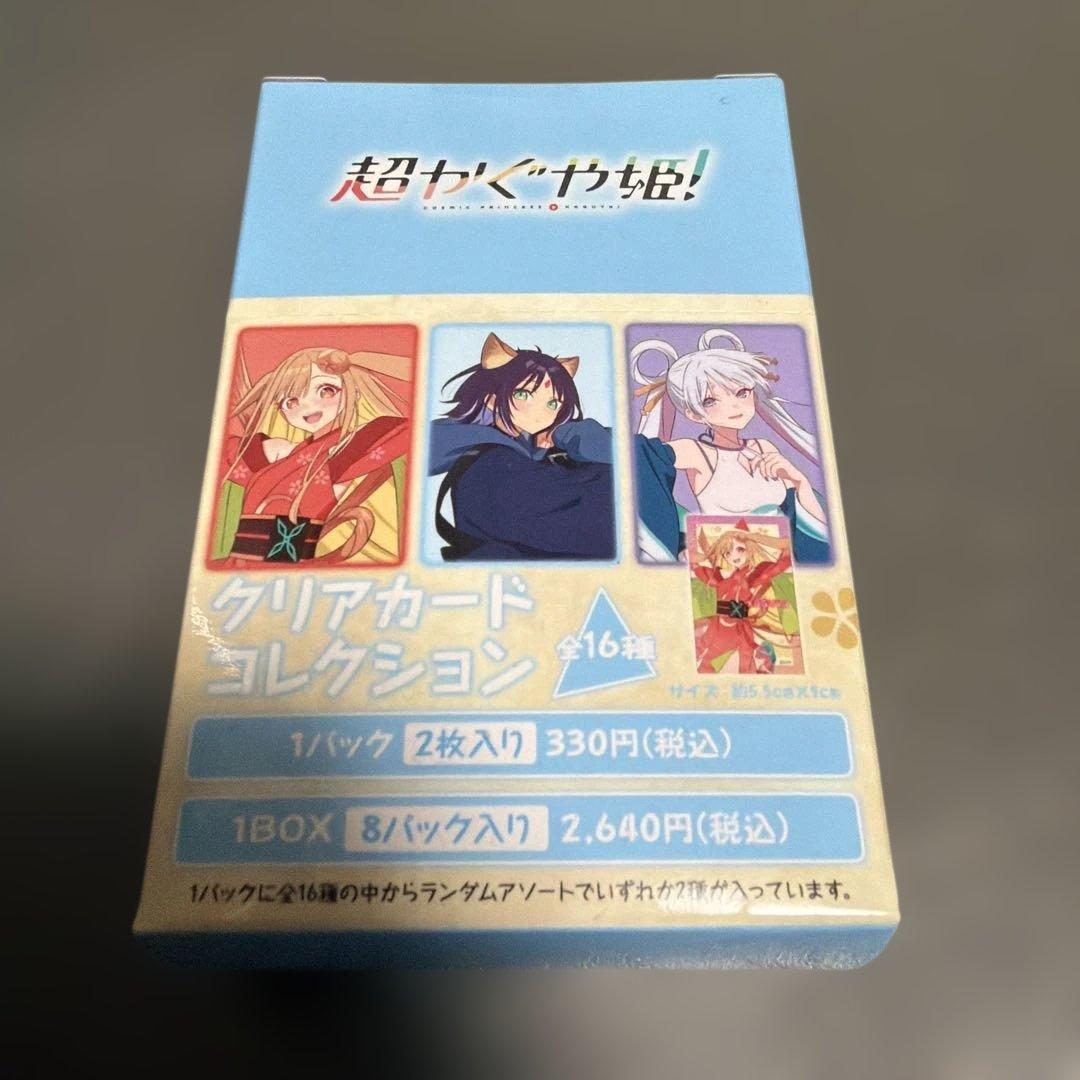 超かぐや姫!
COSMIC PRINCESS KAGUYA!
クリアカード
コレクション
全16種
サイズ 約5.5cm×9cm
1パック 2枚入り 330円(税込)
1BOX 8パック入り 2,640円(税込)
1パックに全16種の中からランダムアソートでいずれか2種が入っています。